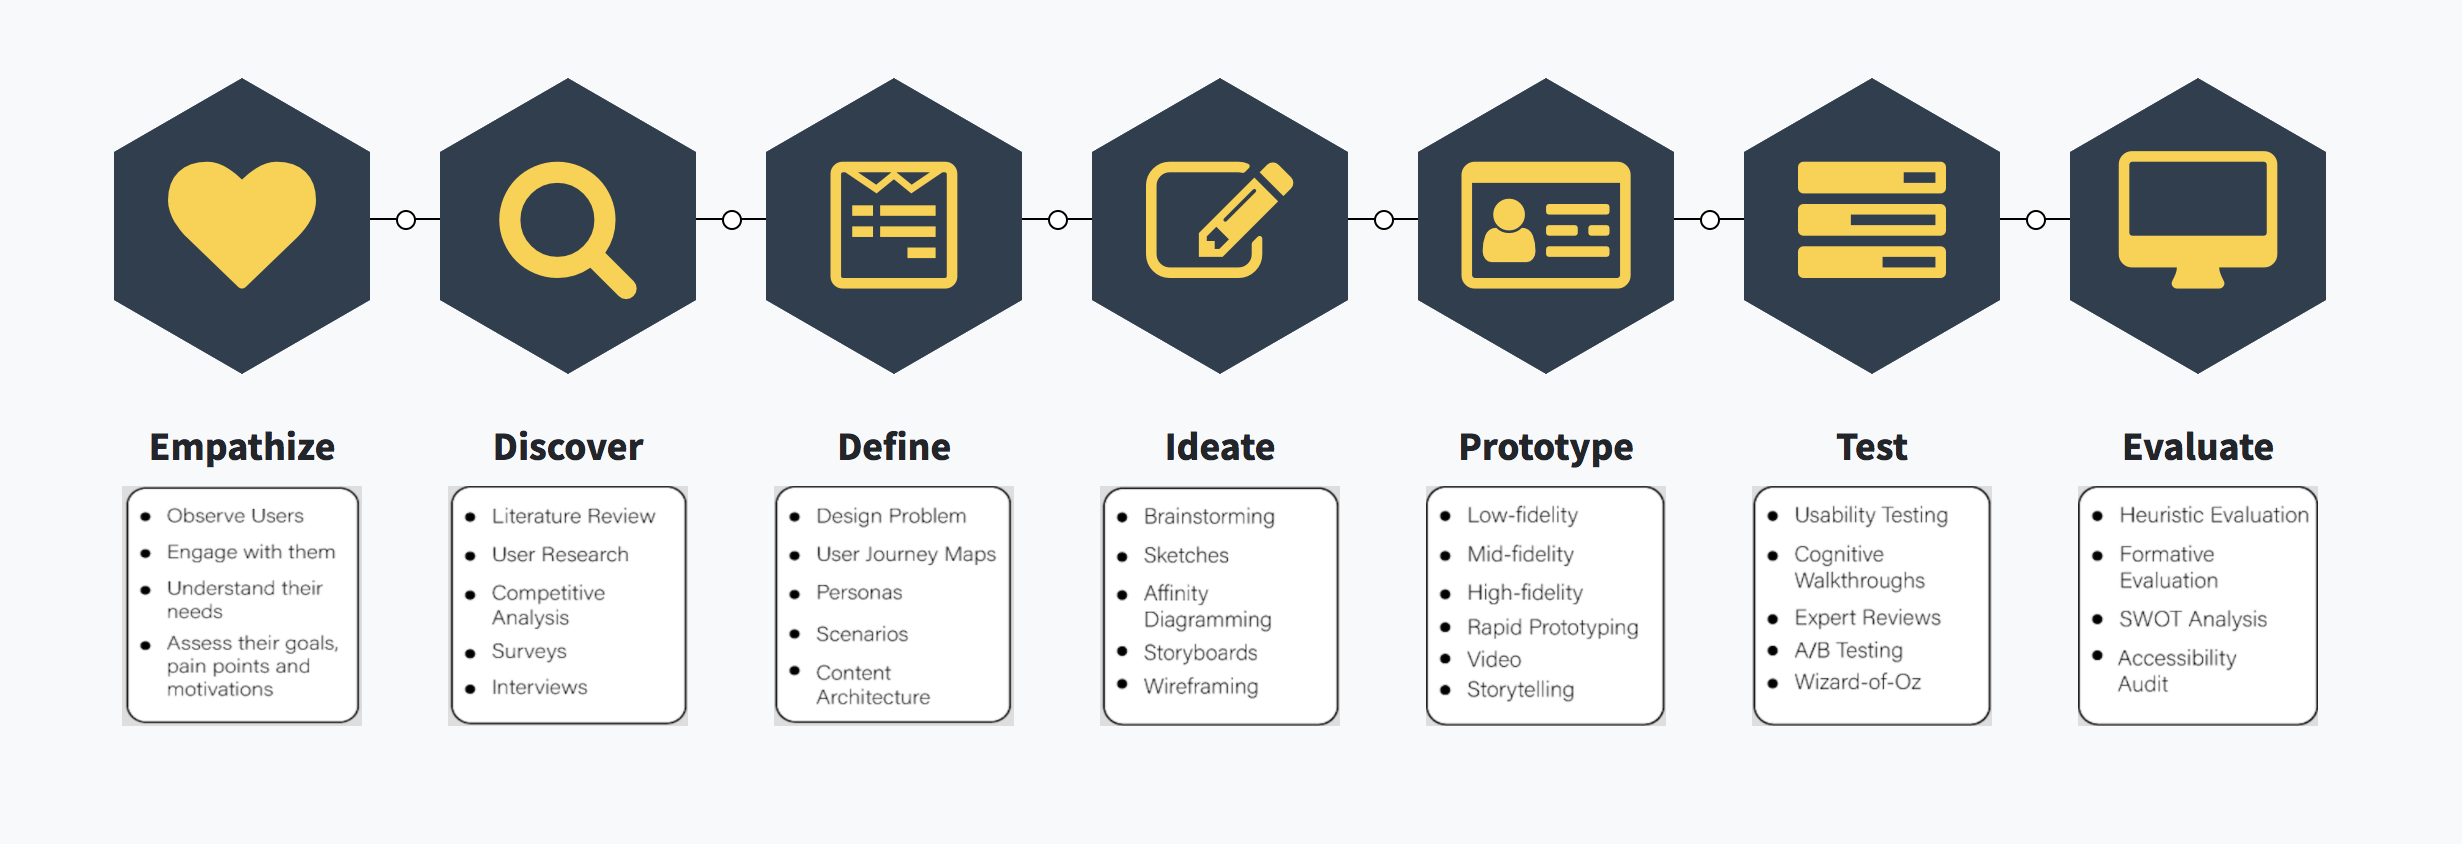 Empathize
Observe Users
Engage with them
Understand their
needs
Assess their goals,
pain points and
motivations
Discover
Literature Review
User Research
Competitive
Analysis
Surveys
Interviews
Define
Design Problem
User Journey Maps
Personas
Scenarios
Content
Architecture
Ideate
Brainstorming
Sketches
Affinity
Diagramming
Storyboards
Wireframing
Prototype
Low-fidelity
Mid-fidelity
High-fidelity
Rapid Prototyping
Video
Storytelling
Test
Usability Testing
Cognitive
Walkthroughs
Expert Reviews
A/B Testing
Wizard-of-Oz
Evaluate
Heuristic Evaluation
Formative
Evaluation
SWOT Analysis
Accessibility
Audit